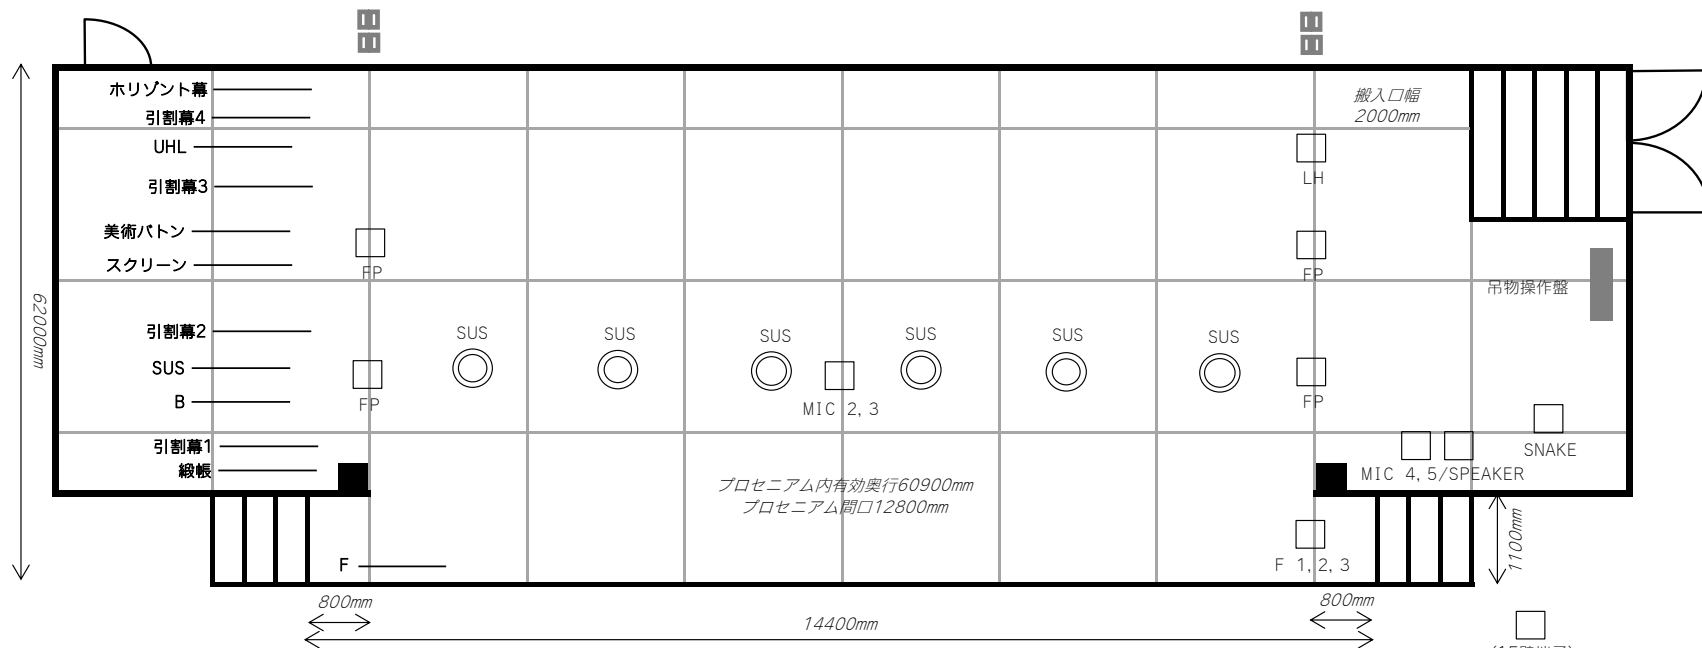 ホリゾント幕
引割幕4
UHL
引割幕3
美術バトン
スクリーン
引割幕2
SUS
B
引割幕1
緞帳
F
搬入口幅
2000mm
LH
FP
FP
吊物操作盤
62000mm
SUS
SUS
SUS
SUS
SUS
SUS
FP
MIC 2,3
FP
SNAKE
MIC 4,5/SPEAKER
プロセニアム内有効奥行60900mm
プロセニアム間口12800mm
F 1,2,3
1100mm
800mm
800mm
14400mm